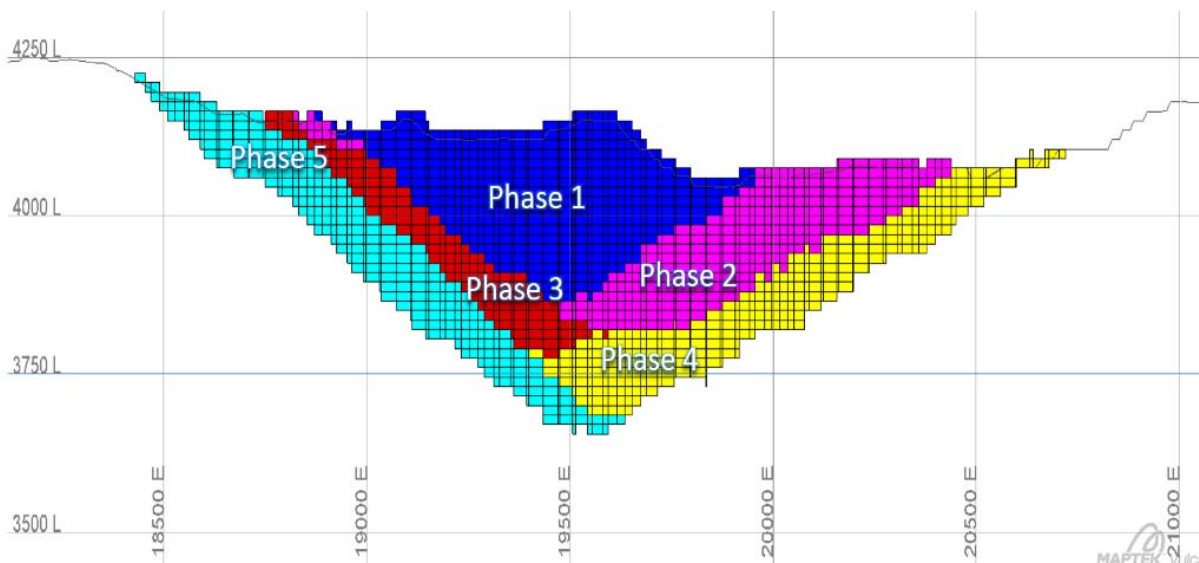 4250 L
Phase 5
Phase 1
4000 L
Phase 2
Phase 3
Phase 4
3750 L
3500 L
18500 E
19000 E
19500 E
20000 E
20500 E
21000 E
MAPTEK Vulc